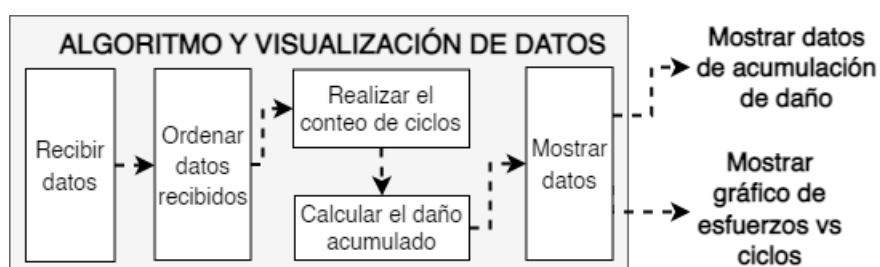 ALGORITMO Y VISUALIZACIÓN DE DATOS
Recibir
datos
Ordenar
datos
recibidos
Realizar el
conteo de ciclos
Calcular el daño
acumulado
Mostrar
datos
Mostrar datos
de acumulación
de daño
Mostrar
gráfico de
esfuerzos vs
ciclos